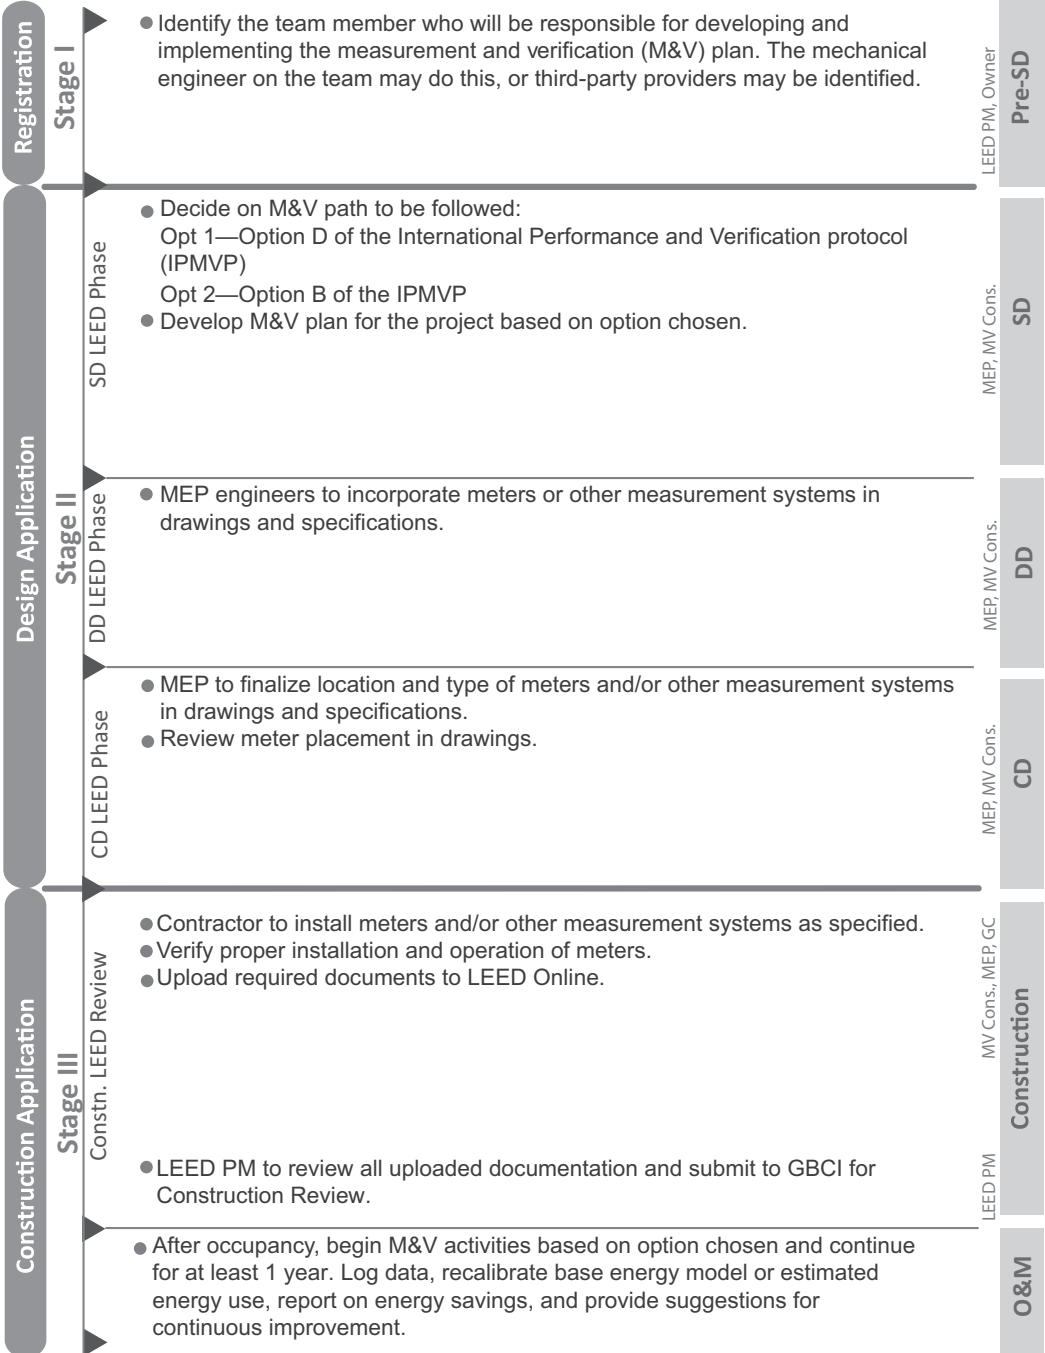 Registration
Stage I
Identify the team member who will be responsible for developing and
implementing the measurement and verification (M&V) plan. The mechanical
engineer on the team may do this, or third-party providers may be identified.
LEED PM, Owner
Pre-SD
Design Application
Stage II
SD LEED Phase
Decide on M&V path to be followed:
Opt 1—Option D of the International Performance and Verification protocol
(IPMVP)
Opt 2—Option B of the IPMVP
Develop M&V plan for the project based on option chosen.
MEP, MV Cons.
SD
DD LEED Phase
MEP engineers to incorporate meters or other measurement systems in
drawings and specifications.
MEP, MV Cons.
DD
CD LEED Phase
MEP to finalize location and type of meters and/or other measurement systems
in drawings and specifications.
Review meter placement in drawings.
MEP, MV Cons.
CD
Construction Application
Stage III
Constn. LEED Review
Contractor to install meters and/or other measurement systems as specified.
Verify proper installation and operation of meters.
Upload required documents to LEED Online.
MV Cons., MEP, GC
Construction
LEED PM to review all uploaded documentation and submit to GBCI for
Construction Review.
LEED PM
After occupancy, begin M&V activities based on option chosen and continue
for at least 1 year. Log data, recalibrate base energy model or estimated
energy use, report on energy savings, and provide suggestions for
continuous improvement.
O&M